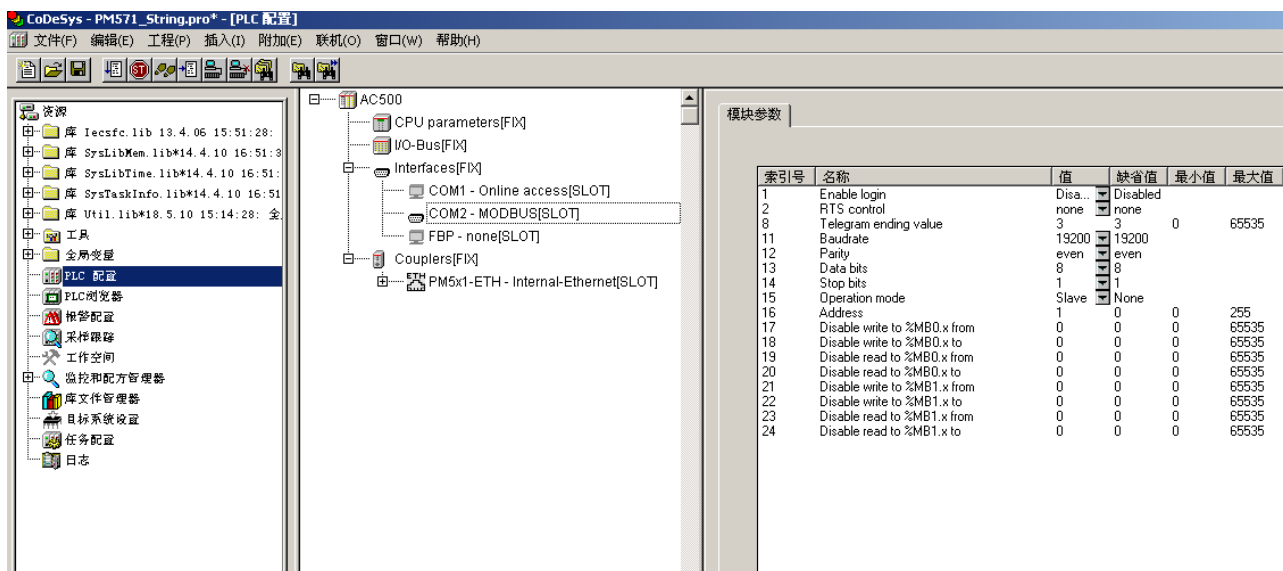 CoDeSys - PM571_String.pro* - [PLC 配置]
文件(F) 编辑(E) 工程(P) 插入(I) 附加(E) 联机(O) 窗口(W) 帮助(H)
资源
库 Iecsfc.lib 13.4.06 15:51:28:
库 SysLibMem.lib*14.4.10 16:51:3
库 SysLibTime.lib*14.4.10 16:51:
库 SysTaskInfo.lib*14.4.10 16:51
库 Util.lib*18.5.10 15:14:28: 全
工具
全局变量
PLC 配置
PLC浏览器
报警配置
采样跟踪
工作空间
监控和配方管理器
库文件管理器
目标系统设置
任务配置
日志
AC500
CPU parameters[FIX]
I/O-Bus[FIX]
Interfaces[FIX]
COM1 - Online access[SLOT]
COM2 - MODBUS[SLOT]
FBP - none[SLOT]
Couplers[FIX]
PM5x1-ETH - Internal-Ethernet[SLOT]
模块参数
索引号 名称 值 缺省值 最小值 最大值
1 Enable login Disa... Disabled
2 RTS control none none
8 Telegram ending value 3 3 0 65535
11 Baudrate 19200 19200
12 Parity even even
13 Data bits 8 8
14 Stop bits 1 1
15 Operation mode Slave None
16 Address 1 0 0 255
17 Disable write to %MB0.x from 0 0 0 65535
18 Disable write to %MB0.x to 0 0 0 65535
19 Disable read to %MB0.x from 0 0 0 65535
20 Disable read to %MB0.x to 0 0 0 65535
21 Disable write to %MB1.x from 0 0 0 65535
22 Disable write to %MB1.x to 0 0 0 65535
23 Disable read to %MB1.x from 0 0 0 65535
24 Disable read to %MB1.x to 0 0 0 65535